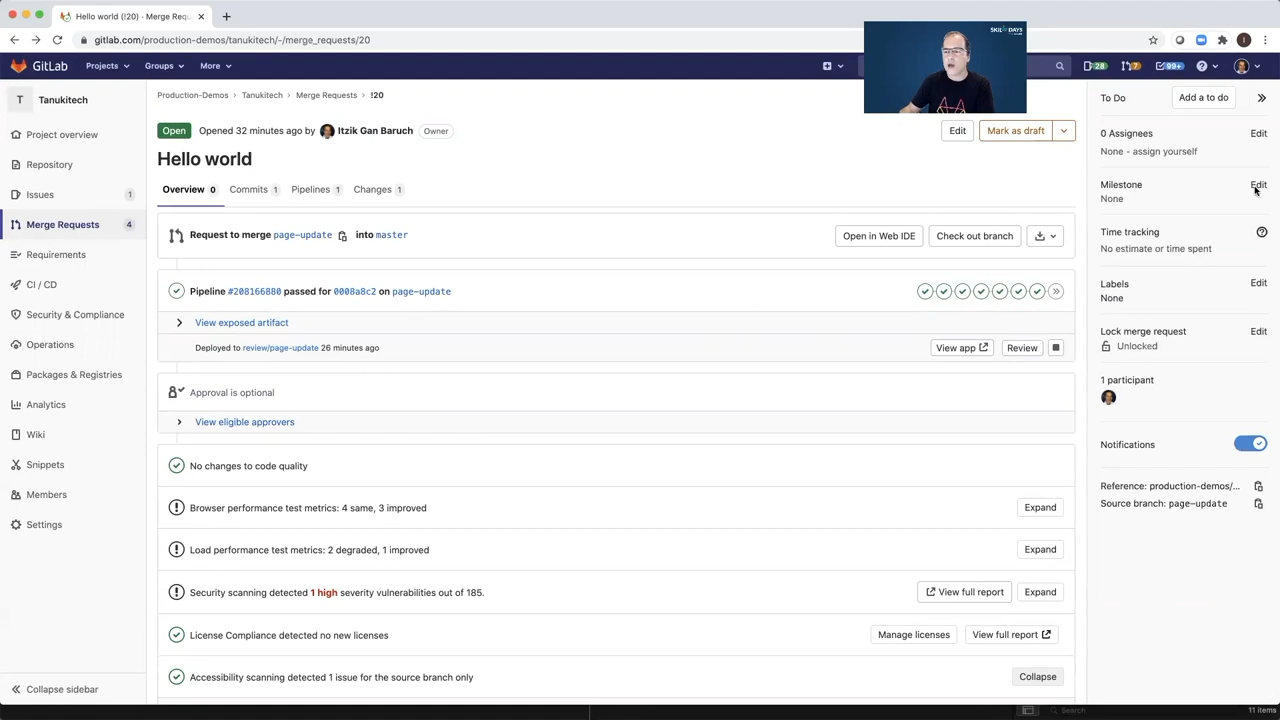 Hello world (!20) · Merge Requ
gitlab.com/production-demos/tanukitech/-/merge_requests/20
GitLab
Projects
Groups
More
SKIL DAYS
28
7
99+
T Tanukitech
Project overview
Repository
Issues 1
Merge Requests 4
Requirements
CI / CD
Security & Compliance
Operations
Packages & Registries
Analytics
Wiki
Snippets
Members
Settings
Collapse sidebar
Production-Demos > Tanukitech > Merge Requests > !20
Open Opened 32 minutes ago by Itzik Gan Baruch Owner
Edit Mark as draft
Hello world
Overview 0 Commits 1 Pipelines 1 Changes 1
Request to merge page-update into master
Open in Web IDE Check out branch
Pipeline #208166880 passed for 0008a8c2 on page-update
View exposed artifact
Deployed to review/page-update 26 minutes ago
View app Review
Approval is optional
View eligible approvers
No changes to code quality
Browser performance test metrics: 4 same, 3 improved Expand
Load performance test metrics: 2 degraded, 1 improved Expand
Security scanning detected 1 high severity vulnerabilities out of 185. View full report Expand
License Compliance detected no new licenses Manage licenses View full report
Accessibility scanning detected 1 issue for the source branch only Collapse
To Do Add a to do
0 Assignees Edit
None - assign yourself
Milestone Edit
None
Time tracking
No estimate or time spent
Labels Edit
None
Lock merge request Edit
Unlocked
1 participant
Notifications
Reference: production-demos/...
Source branch: page-update
Search
11 items